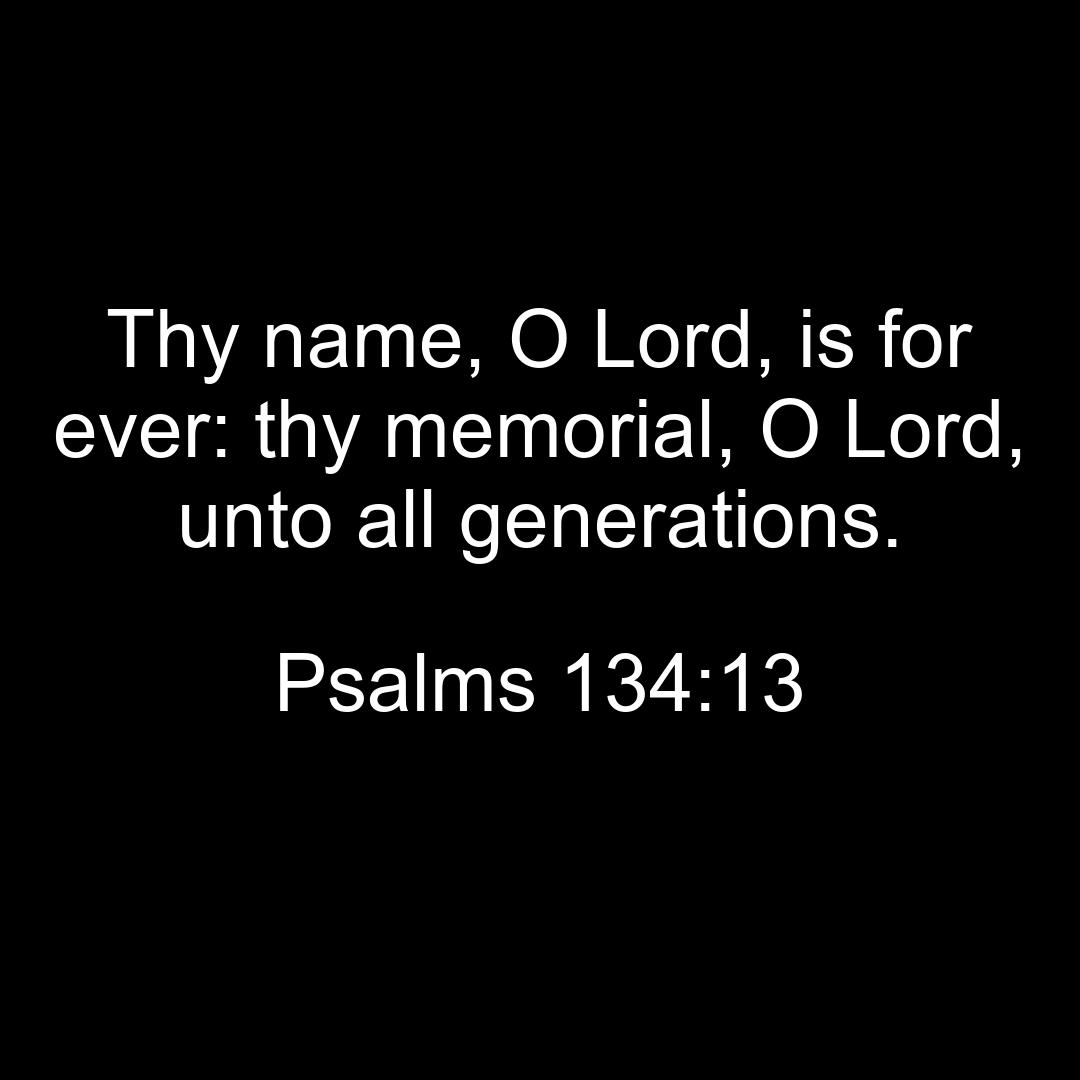 Thy name, O Lord, is for
ever: thy memorial, O Lord,
unto all generations.
Psalms 134:13